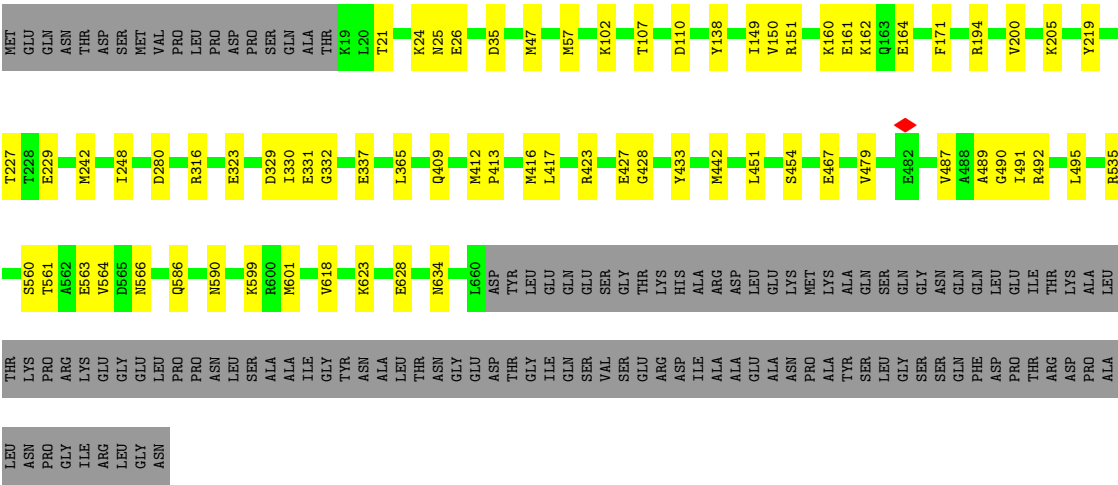 MET GLU GLN ASN THR ASP SER MET VAL PRO LEU PRO ASP PRO SER GLN ALA THR K19 L20 T21 K24 N25 E26 D35 M47 M57 K102 T107 D110 Y138 I149 V150 R151 K160 E161 K162 Q163 E164 F171 R194 V200 K205 Y219
T227 T228 E229 M242 I248 D280 R316 E323 D329 I330 E331 G332 E337 L365 Q409 M412 P413 M416 L417 R423 E427 G428 Y433 M442 L451 S454 E467 V479 E482 V487 A488 A489 G490 I491 R492 L495 R535
S560 T561 A562 E563 V564 D565 N566 Q586 N590 K599 R600 M601 V618 K623 E628 N634 L660 ASP TYR LEU GLU GLN GLU SER GLY THR LYS HIS ALA ARG ASP LEU GLU LYS MET LYS ALA GLN SER GLN GLY ASN GLN GLN ASP LEU GLU ILE THR LYS ALA LEU
THR LYS PRO ARG LYS GLU GLY GLU LEU PRO PRO ASN LEU SER ALA ALA ILE GLY TYR ASN ALA LEU THR ASN GLY GLU ASP THR GLY ILE GLN SER VAL SER GLU ARG ASP ILE ALA ALA GLU ALA ASN PRO ALA TYR SER LEU GLY SER SER GLN PHE ASP PRO THR ARG ASP PRO ALA
LEU ASN PRO GLY ILE ARG LEU GLY ASN